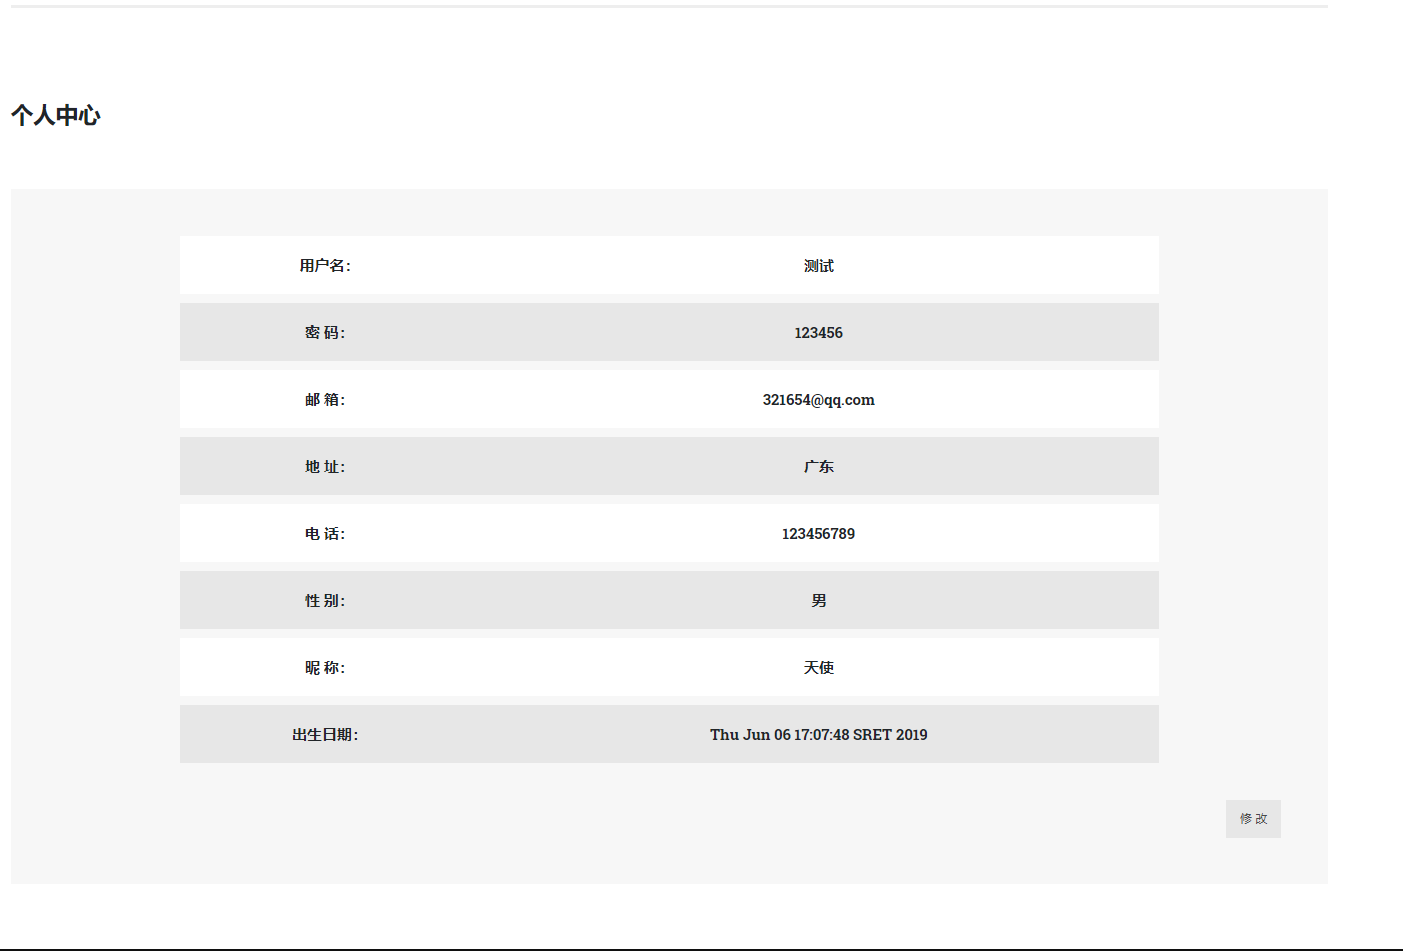 个人中心
用户名： 测试
密 码： 123456
邮 箱： 321654@qq.com
地 址： 广东
电 话： 123456789
性 别： 男
昵 称： 天使
出生日期： Thu Jun 06 17:07:48 SRET 2019
修 改